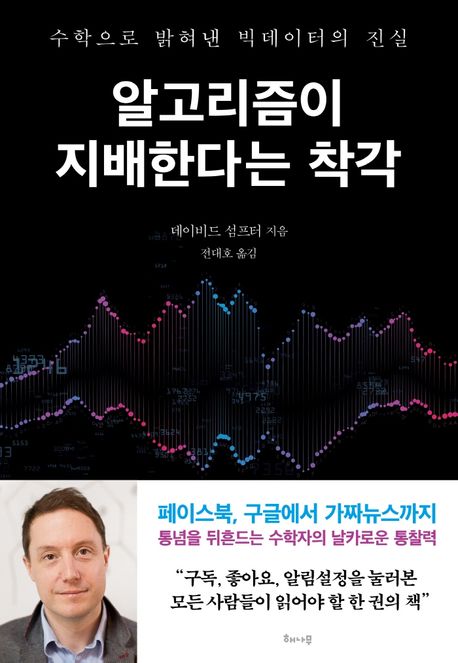 수학으로 밝혀낸 빅데이터의 진실
알고리즘이
지배한다는 착각
데이비드 섬프터 지음
전대호 옮김
페이스북, 구글에서 가짜뉴스까지
통념을 뒤흔드는 수학자의 날카로운 통찰력
“구독, 좋아요, 알림설정을 눌러본
모든 사람들이 읽어야 할 한 권의 책”
해나무